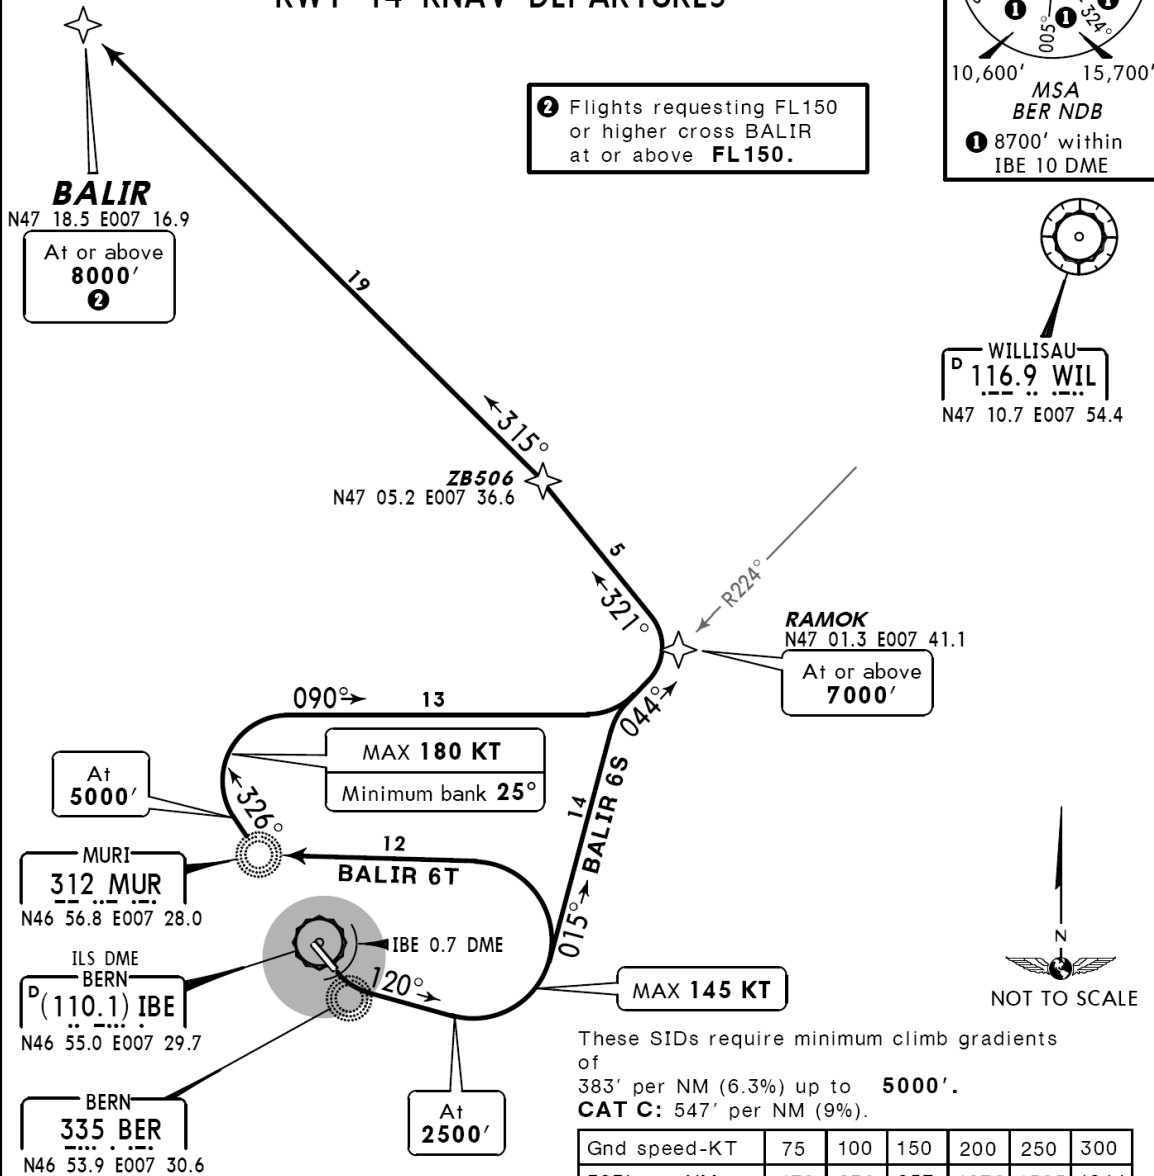 RWY 14 RNAV DEPARTURES
005°
324°
10,600' 15,700'
MSA
BER NDB
❶ 8700' within
IBE 10 DME
❷ Flights requesting FL150
or higher cross BALIR
at or above FL150.
BALIR
N47 18.5 E007 16.9
At or above
8000'
❷
19
WILLISAU
D 116.9 WIL
N47 10.7 E007 54.4
315°
ZB506
N47 05.2 E007 36.6
5
321°
R224°
RAMOK
N47 01.3 E007 41.1
At or above
7000'
090° 13
044°
MAX 180 KT
Minimum bank 25°
At
5000'
326°
14
BALIR 6S
015°
12
BALIR 6T
MURI
312 MUR
N46 56.8 E007 28.0
IBE 0.7 DME
120°
ILS DME
BERN
D (110.1) IBE
N46 55.0 E007 29.7
MAX 145 KT
N
NOT TO SCALE
At
2500'
BERN
335 BER
N46 53.9 E007 30.6
These SIDs require minimum climb gradients
of
383' per NM (6.3%) up to 5000'.
CAT C: 547' per NM (9%).
Gnd speed-KT 75 100 150 200 250 300